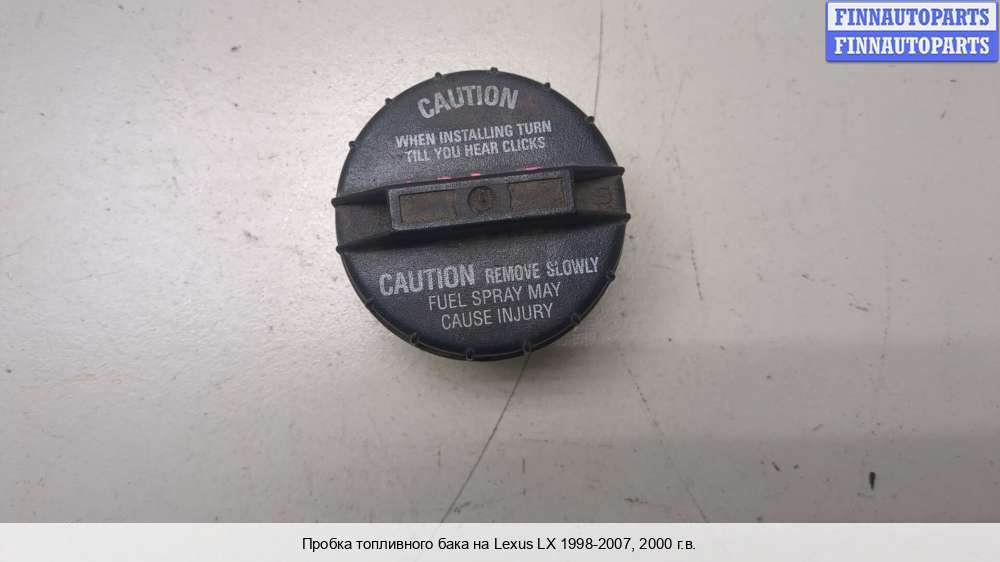 FINNAUTOPARTS
FINNAUTOPARTS
CAUTION
WHEN INSTALLING TURN
TILL YOU HEAR CLICKS
CAUTION REMOVE SLOWLY
FUEL SPRAY MAY
CAUSE INJURY
Пробка топливного бака на Lexus LX 1998-2007, 2000 г.в.